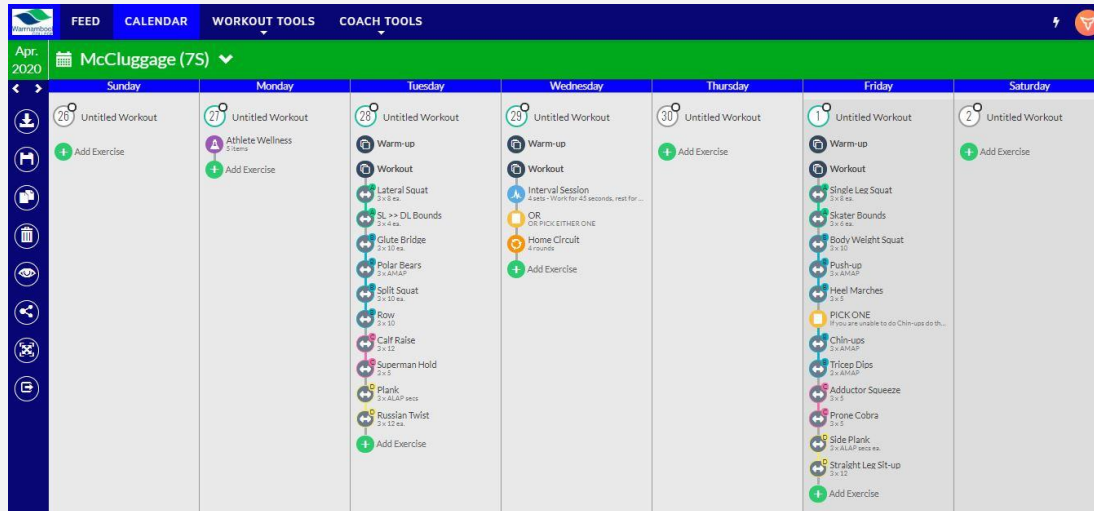 Warrnambool
FEED
CALENDAR
WORKOUT TOOLS
COACH TOOLS
Apr.
2020
McCluggage (7S)
Sunday
Monday
Tuesday
Wednesday
Thursday
Friday
Saturday
26 Untitled Workout
Add Exercise
27 Untitled Workout
Athlete Wellness
5 items
Add Exercise
28 Untitled Workout
Warm-up
Workout
A Lateral Squat
3 x 8 ea.
A SL >> DL Bounds
3 x 4 ea.
B Glute Bridge
2 x 10 ea.
B Polar Bears
3 x AMAP
B Split Squat
3 x 10 ea.
B Row
3 x 10
C Calf Raise
3 x 12
C Superman Hold
3 x 5
D Plank
3 x ALAP secs
D Russian Twist
3 x 12 ea.
Add Exercise
29 Untitled Workout
Warm-up
Workout
Interval Session
4 sets - Work for 45 seconds, rest for ...
OR
OR PICK EITHER ONE
Home Circuit
4 rounds
Add Exercise
30 Untitled Workout
Add Exercise
1 Untitled Workout
Warm-up
Workout
A Single Leg Squat
3 x 8 ea.
A Skater Bounds
3 x 6 ea.
B Body Weight Squat
2 x 10
B Push-up
3 x AMAP
B Heel Marches
3 x 5
PICK ONE
If you are unable to do Chin-ups do th...
B Chin-ups
3 x AMAP
B Tricep Dips
3 x AMAP
C Adductor Squeeze
3 x 5
C Prone Cobra
3 x 5
D Side Plank
3 x ALAP secs ea.
D Straight Leg Sit-up
3 x 12
Add Exercise
2 Untitled Workout
Add Exercise